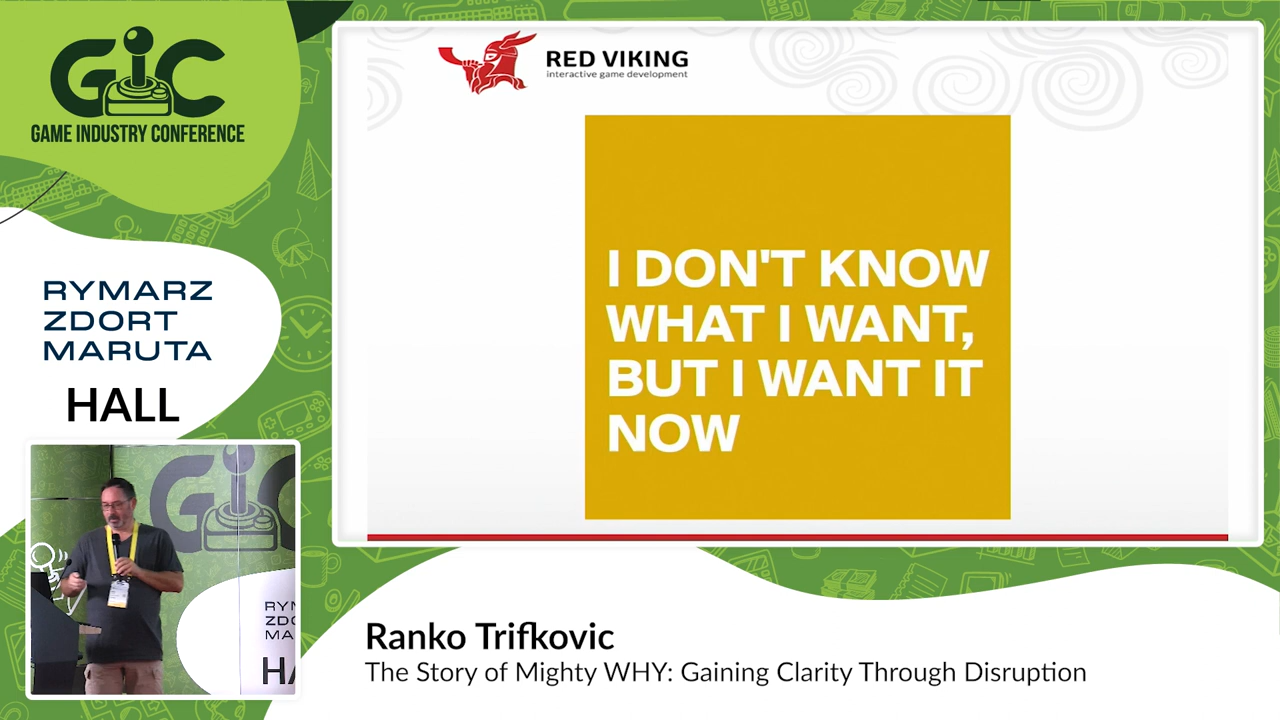 GIC
GAME INDUSTRY CONFERENCE
RYMARZ
ZDORT
MARUTA
HALL
RED VIKING
interactive game development
I DON'T KNOW
WHAT I WANT,
BUT I WANT IT
NOW
GIC
RYM
ZDO
MA
HA
Ranko Trifkovic
The Story of Mighty WHY: Gaining Clarity Through Disruption